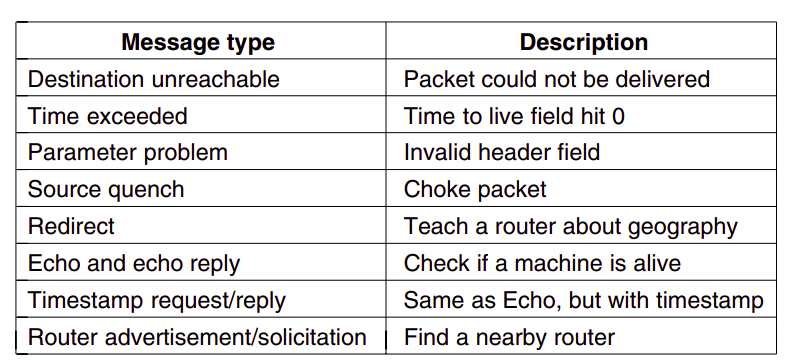 Message type Description
Destination unreachable Packet could not be delivered
Time exceeded Time to live field hit 0
Parameter problem Invalid header field
Source quench Choke packet
Redirect Teach a router about geography
Echo and echo reply Check if a machine is alive
Timestamp request/reply Same as Echo, but with timestamp
Router advertisement/solicitation Find a nearby router